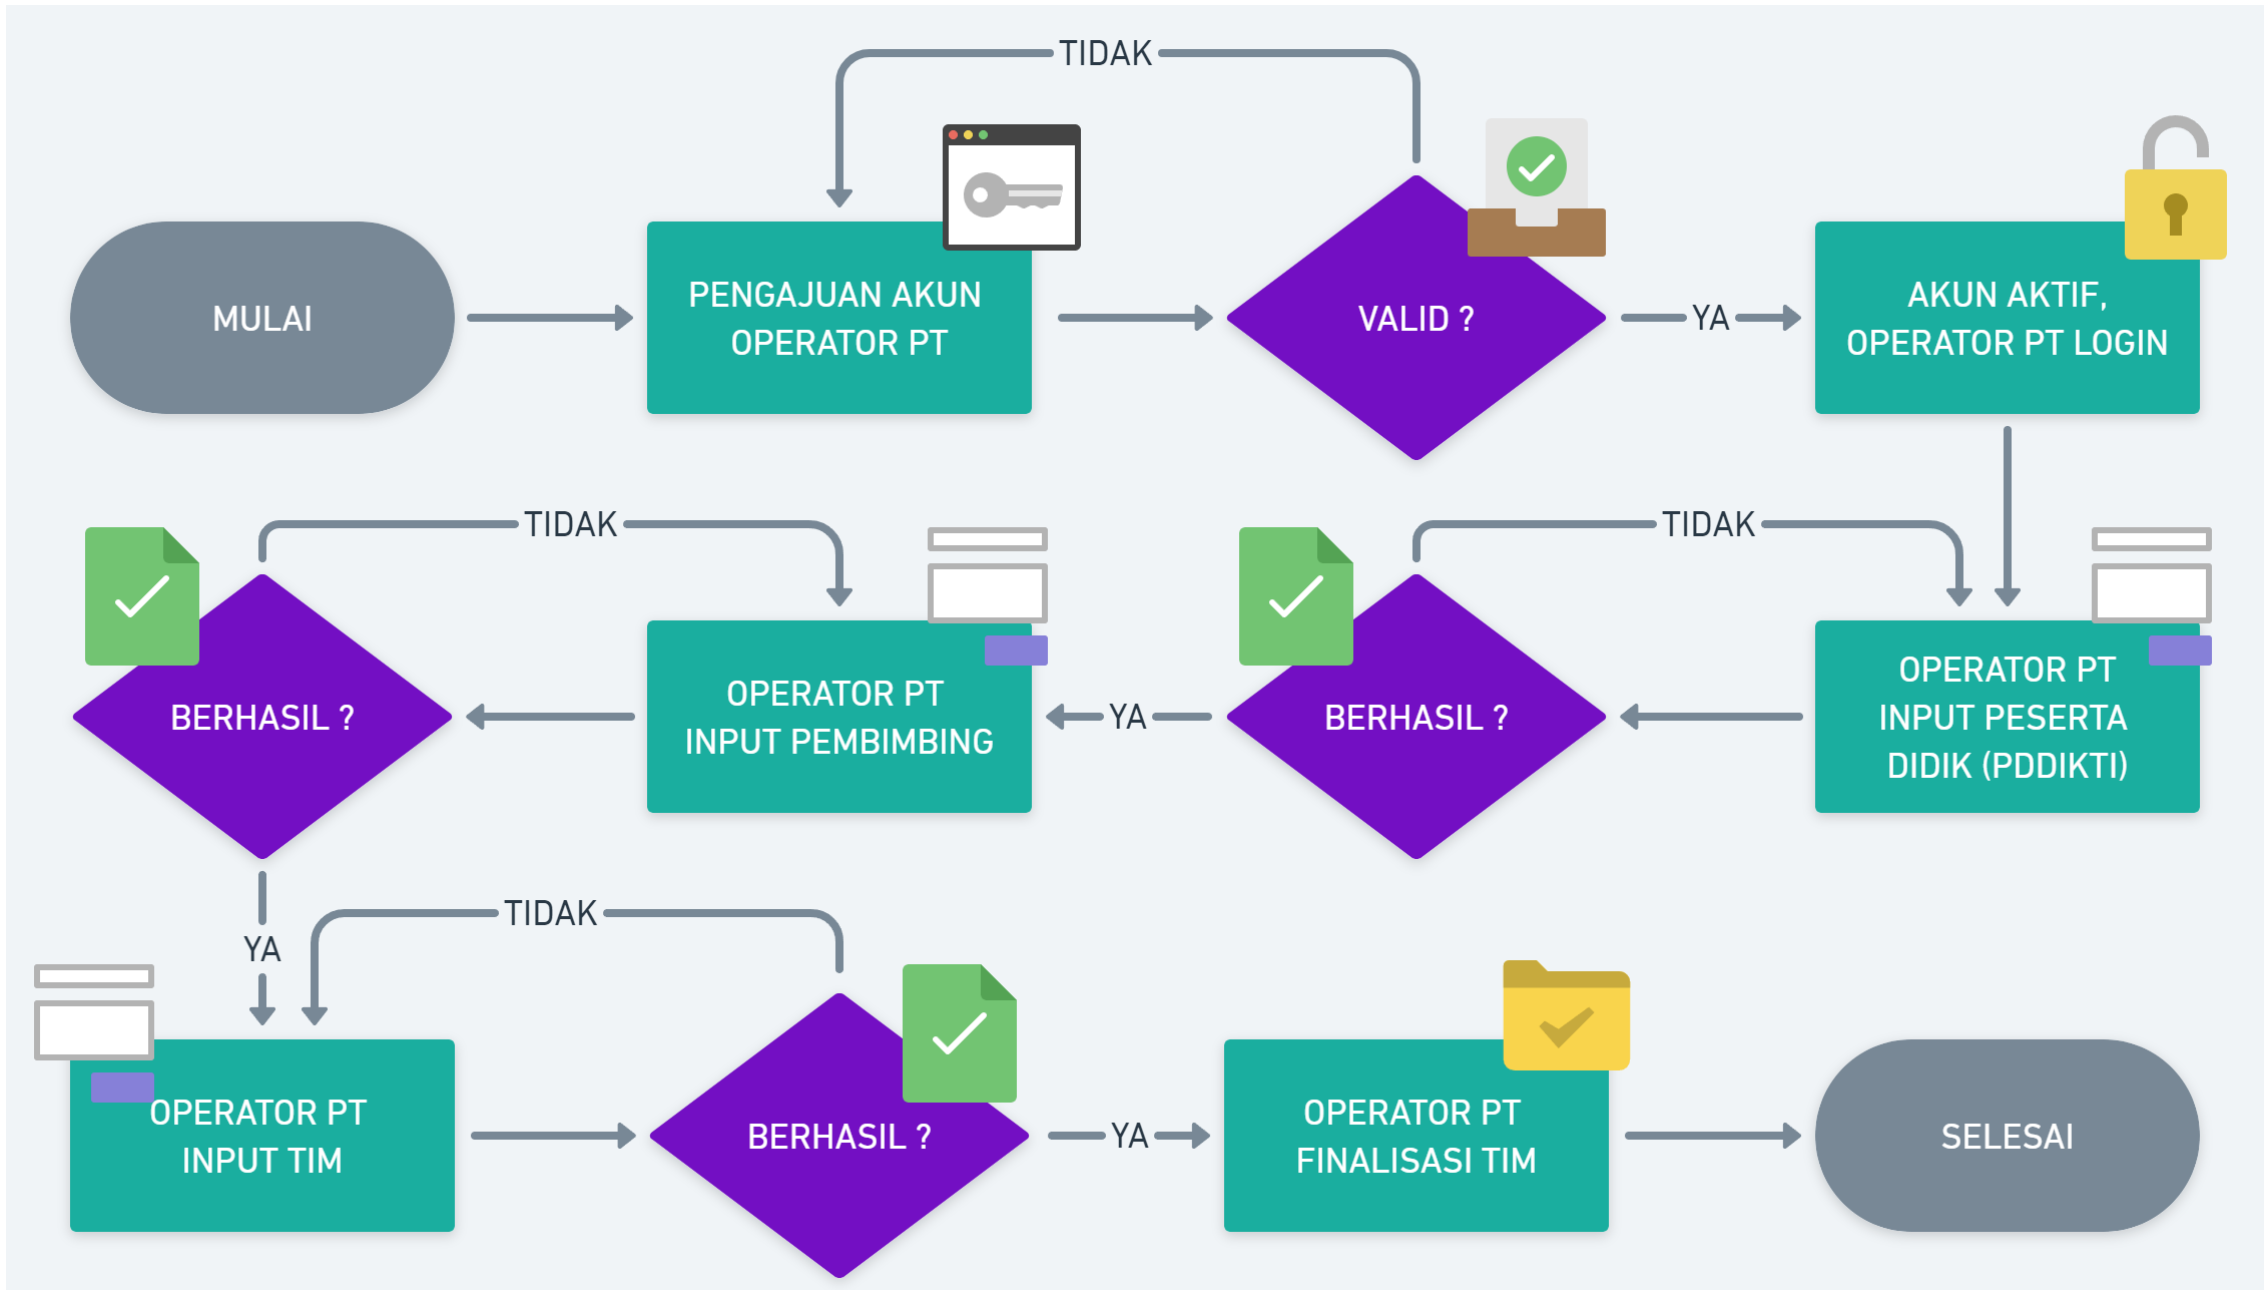 TIDAK
MULAI
PENGAJUAN AKUN
OPERATOR PT
VALID ?
YA
AKUN AKTIF,
OPERATOR PT LOGIN
TIDAK
OPERATOR PT
INPUT PESERTA
DIDIK (PDDIKTI)
BERHASIL ?
YA
TIDAK
OPERATOR PT
INPUT PEMBIMBING
BERHASIL ?
YA
TIDAK
OPERATOR PT
INPUT TIM
BERHASIL ?
YA
OPERATOR PT
FINALISASI TIM
SELESAI